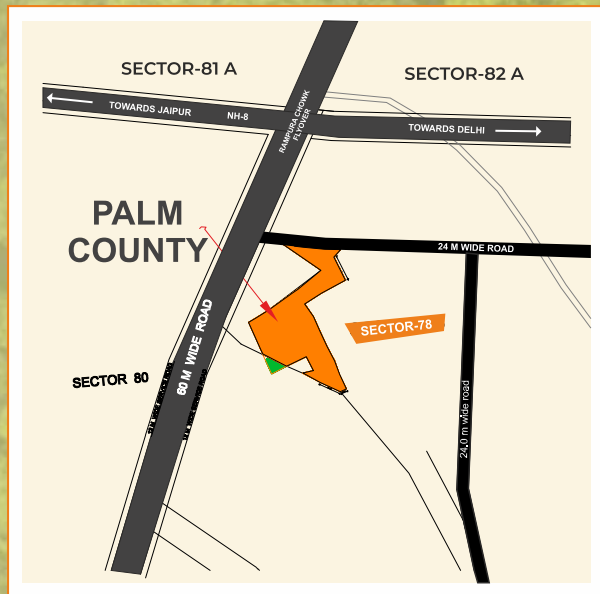 SECTOR-81 A
SECTOR-82 A
TOWARDS JAIPUR
NH-8
RAMPURA CHOWK
FLYOVER
TOWARDS DELHI
PALM
COUNTY
24 M WIDE ROAD
60 M WIDE ROAD
SECTOR-78
SECTOR 80
24.0 m wide road